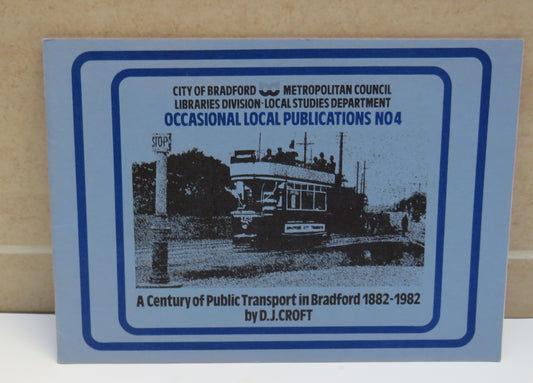 CITY OF BRADFORD METROPOLITAN COUNCIL
LIBRARIES DIVISION·LOCAL STUDIES DEPARTMENT
OCCASIONAL LOCAL PUBLICATIONS NO4
STOP
A Century of Public Transport in Bradford 1882-1982
by D.J.CROFT